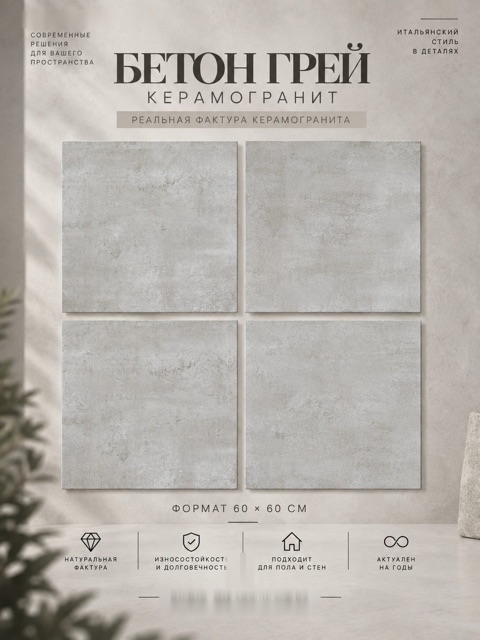 СОВРЕМЕННЫЕ
РЕШЕНИЯ
ДЛЯ ВАШЕГО
ПРОСТРАНСТВА
ИТАЛЬЯНСКИЙ
СТИЛЬ
В ДЕТАЛЯХ
БЕТОН ГРЕЙ
КЕРАМОГРАНИТ
РЕАЛЬНАЯ ФАКТУРА КЕРАМОГРАНИТА
ФОРМАТ 60 × 60 СМ
НАТУРАЛЬНАЯ
ФАКТУРА
ИЗНОСОСТОЙКОСТЬ
И ДОЛГОВЕЧНОСТЬ
ПОДХОДИТ
ДЛЯ ПОЛА И СТЕН
АКТУАЛЕН
НА ГОДЫ